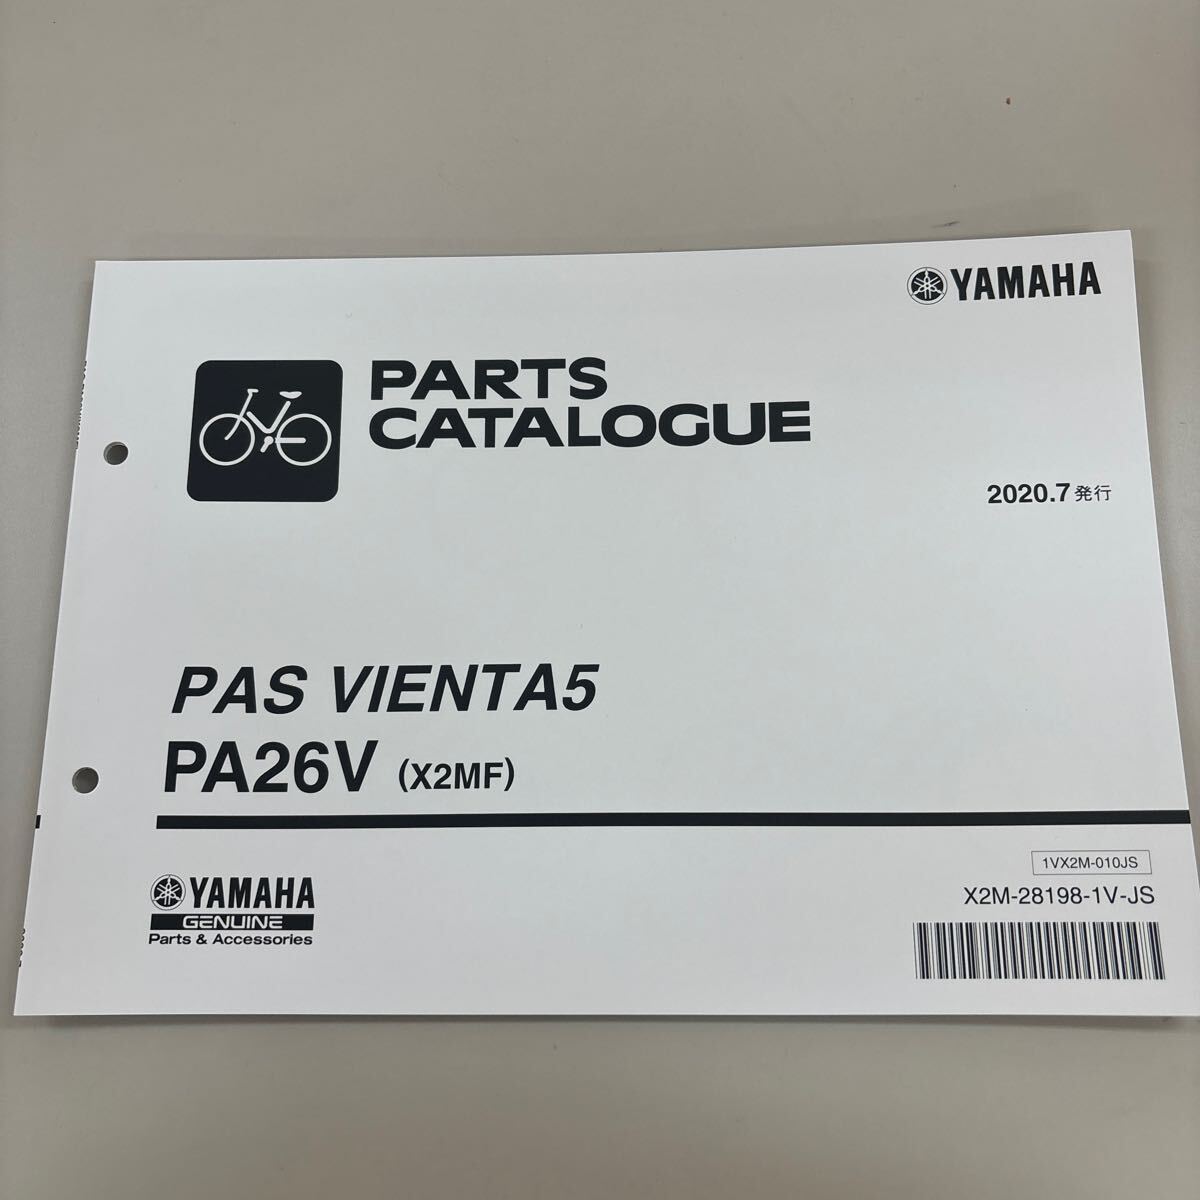 YAMAHA
PARTS
CATALOGUE
2020.7 発行
PAS VIENTA5
PA26V (X2MF)
1VX2M-010JS
X2M-28198-1V-JS
YAMAHA
GENUINE
Parts & Accessories